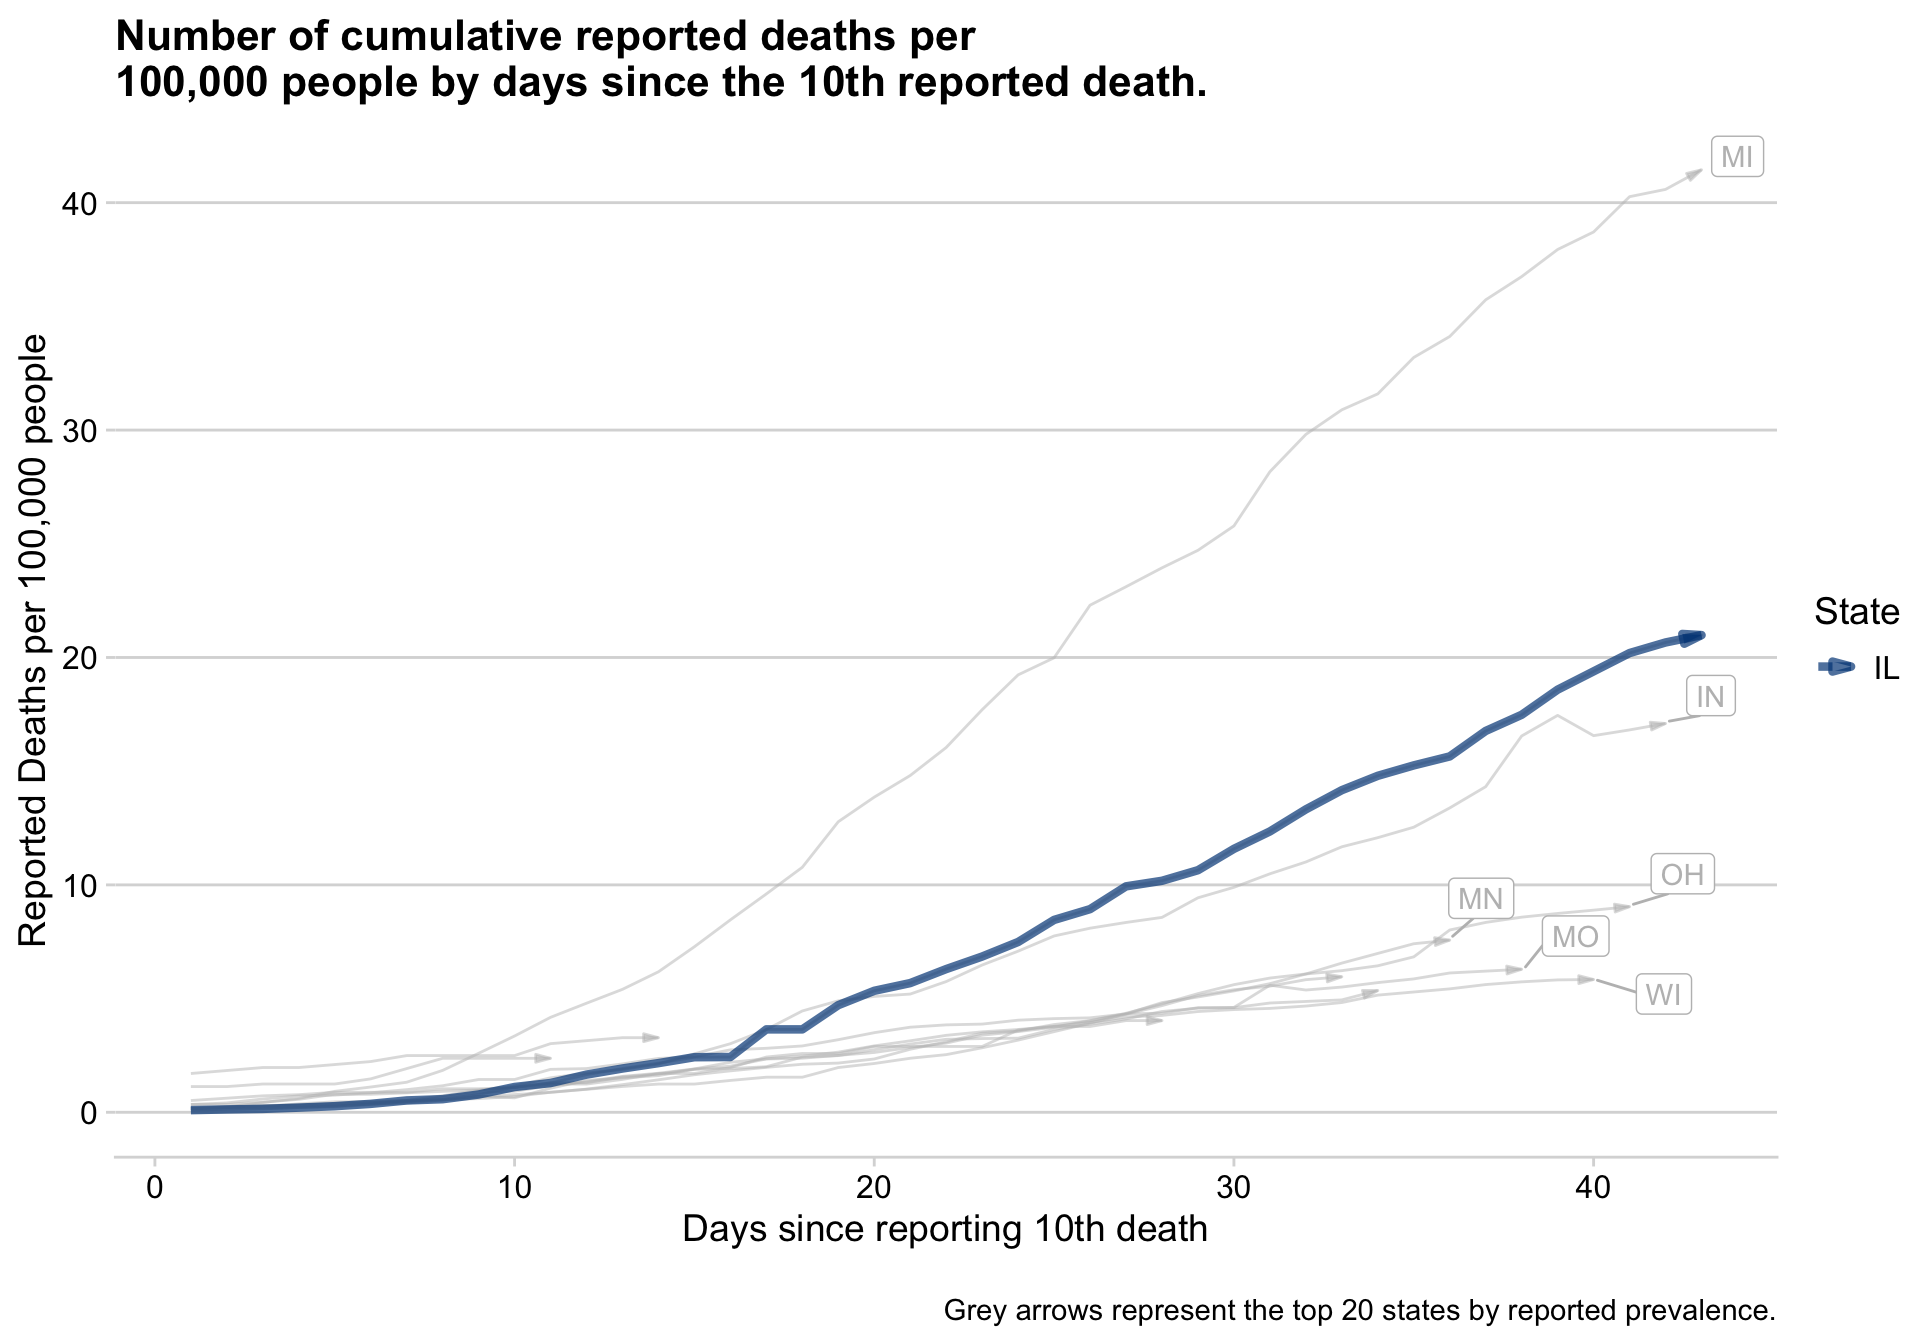 Number of cumulative reported deaths per
100,000 people by days since the 10th reported death.
Reported Deaths per 100,000 people
40
30
20
10
0
MI
IN
OH
MN
MO
WI
State
IL
0 10 20 30 40
Days since reporting 10th death
Grey arrows represent the top 20 states by reported prevalence.